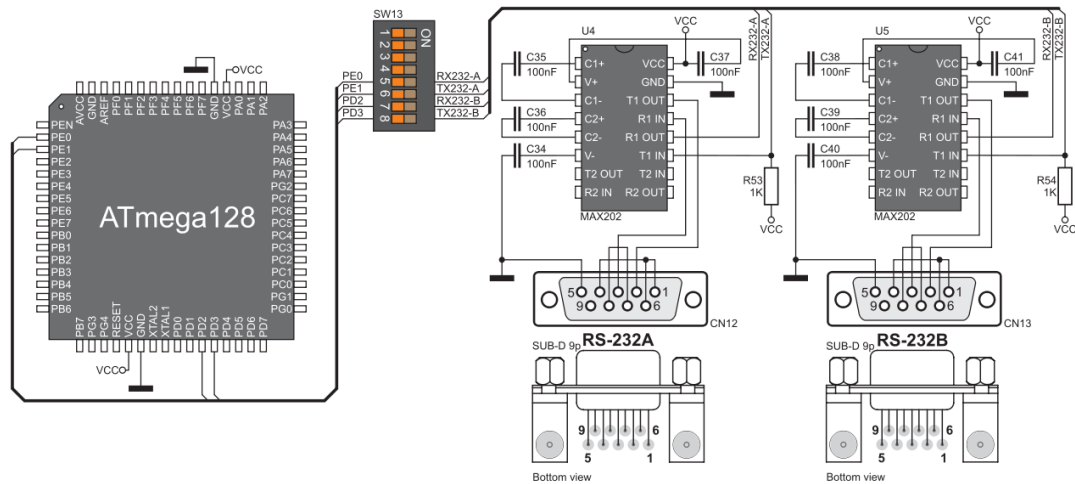 SW13
ON
1
2
3
4
5
6
7
8
PE0
PE1
PD2
PD3
RX232-A
TX232-A
RX232-B
TX232-B
VCC
AVCC
GND
AREF
PF0
PF1
PF2
PF3
PF4
PF5
PF6
PF7
GND
VCC
PA0
PA1
PA2
PEN
PE0
PE1
PE2
PE3
PE4
PE5
PE6
PE7
PB0
PB1
PB2
PB3
PB4
PB5
PB6
ATmega128
PA3
PA4
PA5
PA6
PA7
PG2
PC7
PC6
PC5
PC4
PC3
PC2
PC1
PC0
PG1
PG0
PB7
PG3
PG4
RESET
VCC
GND
XTAL2
XTAL1
PD0
PD1
PD2
PD3
PD4
PD5
PD6
PD7
VCC
U4
VCC
RX232-A
TX232-A
C35
100nF
C37
100nF
C36
100nF
C34
100nF
C1+
V+
C1-
C2+
C2-
V-
T2 OUT
R2 IN
VCC
GND
T1 OUT
R1 IN
R1 OUT
T1 IN
T2 IN
R2 OUT
MAX202
R53
1K
VCC
5
1
9
6
CN12
SUB-D 9p
RS-232A
9
6
5
1
Bottom view
U5
VCC
RX232-B
TX232-B
C38
100nF
C41
100nF
C39
100nF
C40
100nF
C1+
V+
C1-
C2+
C2-
V-
T2 OUT
R2 IN
VCC
GND
T1 OUT
R1 IN
R1 OUT
T1 IN
T2 IN
R2 OUT
MAX202
R54
1K
VCC
5
1
9
6
CN13
SUB-D 9p
RS-232B
9
6
5
1
Bottom view